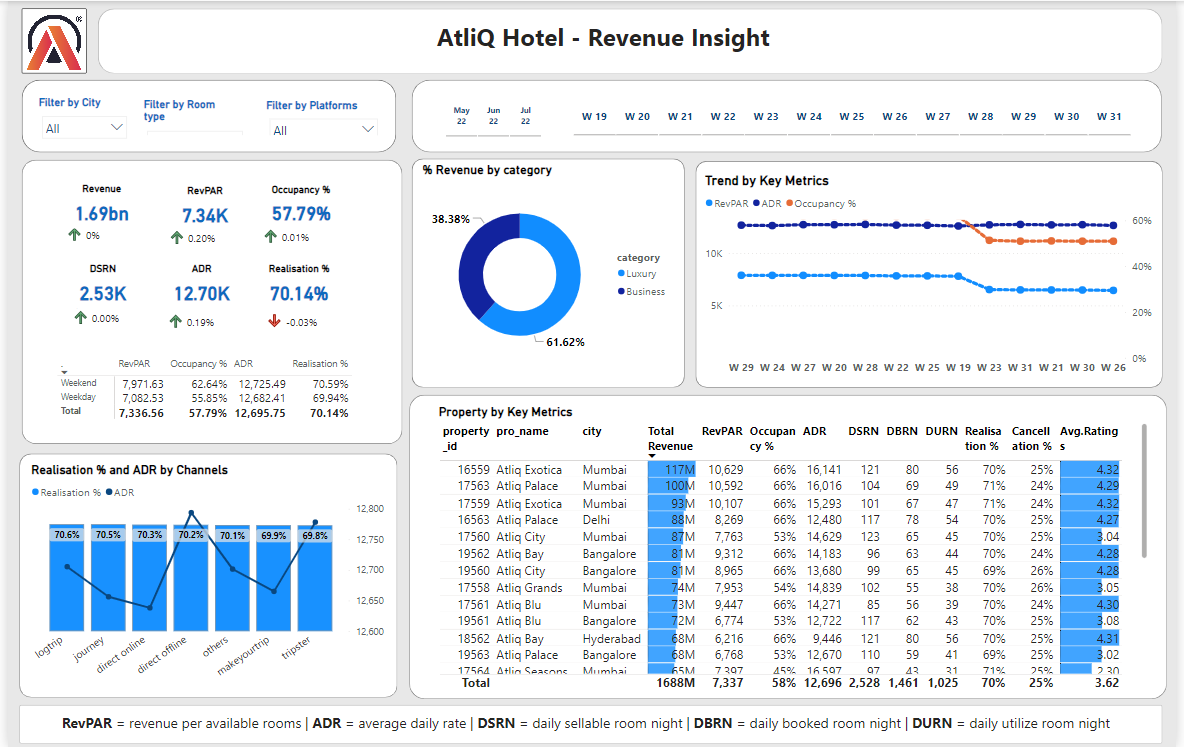 AtliQ Hotel - Revenue Insight
Filter by City
All
Filter by Room
type
Filter by Platforms
All
May
22
Jun
22
Jul
22
W 19 W 20 W 21 W 22 W 23 W 24 W 25 W 26 W 27 W 28 W 29 W 30 W 31
Revenue
1.69bn
0%
RevPAR
7.34K
0.20%
Occupancy %
57.79%
0.01%
DSRN
2.53K
0.00%
ADR
12.70K
0.19%
Realisation %
70.14%
-0.03%
RevPAR Occupancy % ADR Realisation %
Weekend 7,971.63 62.64% 12,725.49 70.59%
Weekday 7,082.53 55.85% 12,682.41 69.94%
Total 7,336.56 57.79% 12,695.75 70.14%
% Revenue by category
38.38%
61.62%
category
Luxury
Business
Trend by Key Metrics
RevPAR ADR Occupancy %
10K
5K
60%
40%
20%
0%
W 29 W 24 W 27 W 20 W 28 W 22 W 25 W 19 W 23 W 31 W 21 W 30 W 26
Realisation % and ADR by Channels
Realisation % ADR
70.6% 70.5% 70.3% 70.2% 70.1% 69.9% 69.8%
12,800
12,750
12,700
12,650
12,600
logtrip journey direct online direct offline others makeyourtrip tripster
Property by Key Metrics
property pro_name city Total RevPAR Occupan ADR DSRN DBRN DURN Realisa Cancell Avg.Rating
_id Revenue cy % tion % ation % s
16559 Atliq Exotica Mumbai 117M 10,629 66% 16,141 121 80 56 70% 25% 4.32
17563 Atliq Palace Mumbai 100M 10,592 66% 16,016 104 69 49 71% 24% 4.29
17559 Atliq Exotica Mumbai 93M 10,107 66% 15,293 101 67 47 71% 24% 4.32
16563 Atliq Palace Delhi 88M 8,269 66% 12,480 117 78 54 70% 25% 4.27
17560 Atliq City Mumbai 87M 7,763 53% 14,629 123 65 45 70% 25% 3.04
19562 Atliq Bay Bangalore 81M 9,312 66% 14,183 96 63 44 70% 24% 4.28
19560 Atliq City Bangalore 81M 8,965 66% 13,680 99 65 45 69% 26% 4.28
17558 Atliq Grands Mumbai 74M 7,953 54% 14,839 102 55 38 70% 26% 3.05
17561 Atliq Blu Mumbai 73M 9,447 66% 14,271 85 56 39 70% 24% 4.30
19561 Atliq Blu Bangalore 72M 6,774 53% 12,722 117 62 43 70% 25% 3.08
18562 Atliq Bay Hyderabad 68M 6,216 66% 9,446 121 80 56 70% 25% 4.31
19563 Atliq Palace Bangalore 68M 6,768 53% 12,670 110 59 41 69% 25% 3.02
17564 Atliq Seasons Mumbai 65M 7,397 45% 16,597 97 43 31 71% 25% 2.30
Total 1688M 7,337 58% 12,696 2,528 1,461 1,025 70% 25% 3.62
RevPAR = revenue per available rooms | ADR = average daily rate | DSRN = daily sellable room night | DBRN = daily booked room night | DURN = daily utilize room night